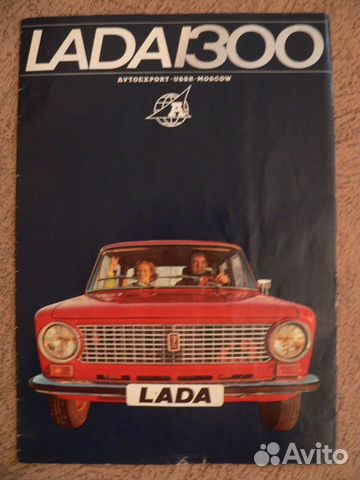 LADA1300
AVTOEXPORT-USSR-MOSCOW
A
LADA
Avito